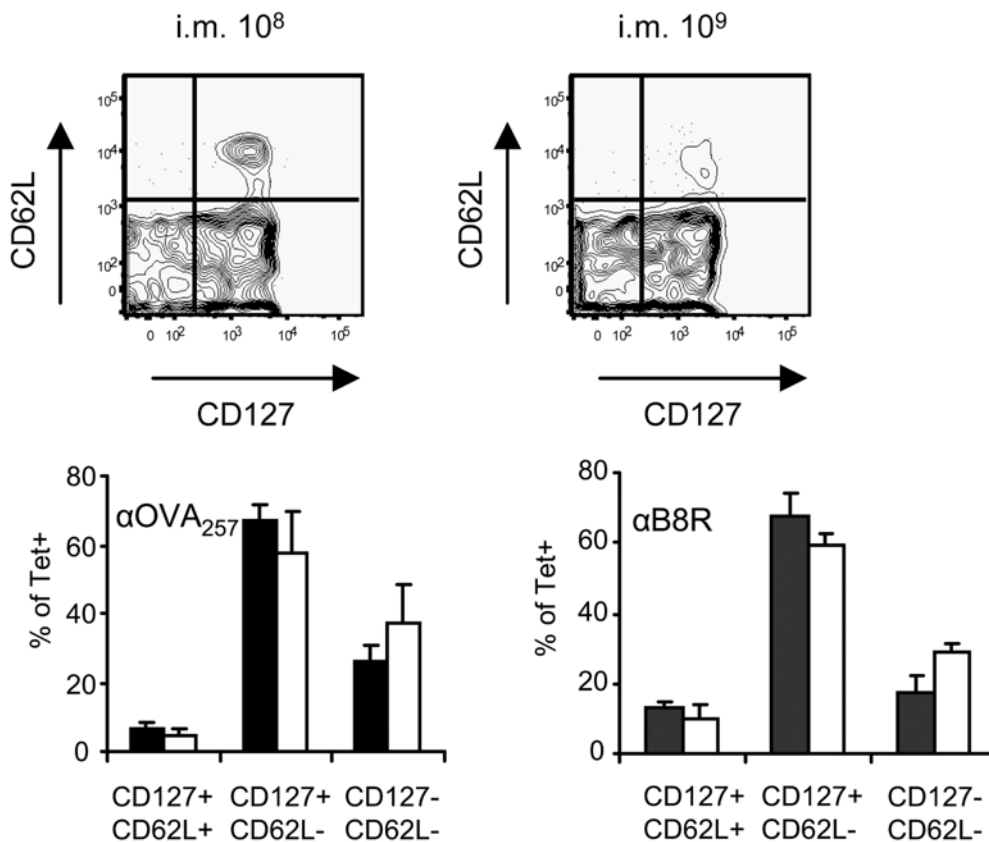 i.m. 10⁸
i.m. 10⁹
CD62L
10⁵
10⁴
10³
10²
0
0 10² 10³ 10⁴ 10⁵
CD127
CD62L
10⁵
10⁴
10³
10²
0
0 10² 10³ 10⁴ 10⁵
CD127
% of Tet+
80
60
40
20
0
αOVA₂₅₇
CD127+ CD127+ CD127-
CD62L+ CD62L- CD62L-
% of Tet+
80
60
40
20
0
αB8R
CD127+ CD127+ CD127-
CD62L+ CD62L- CD62L-